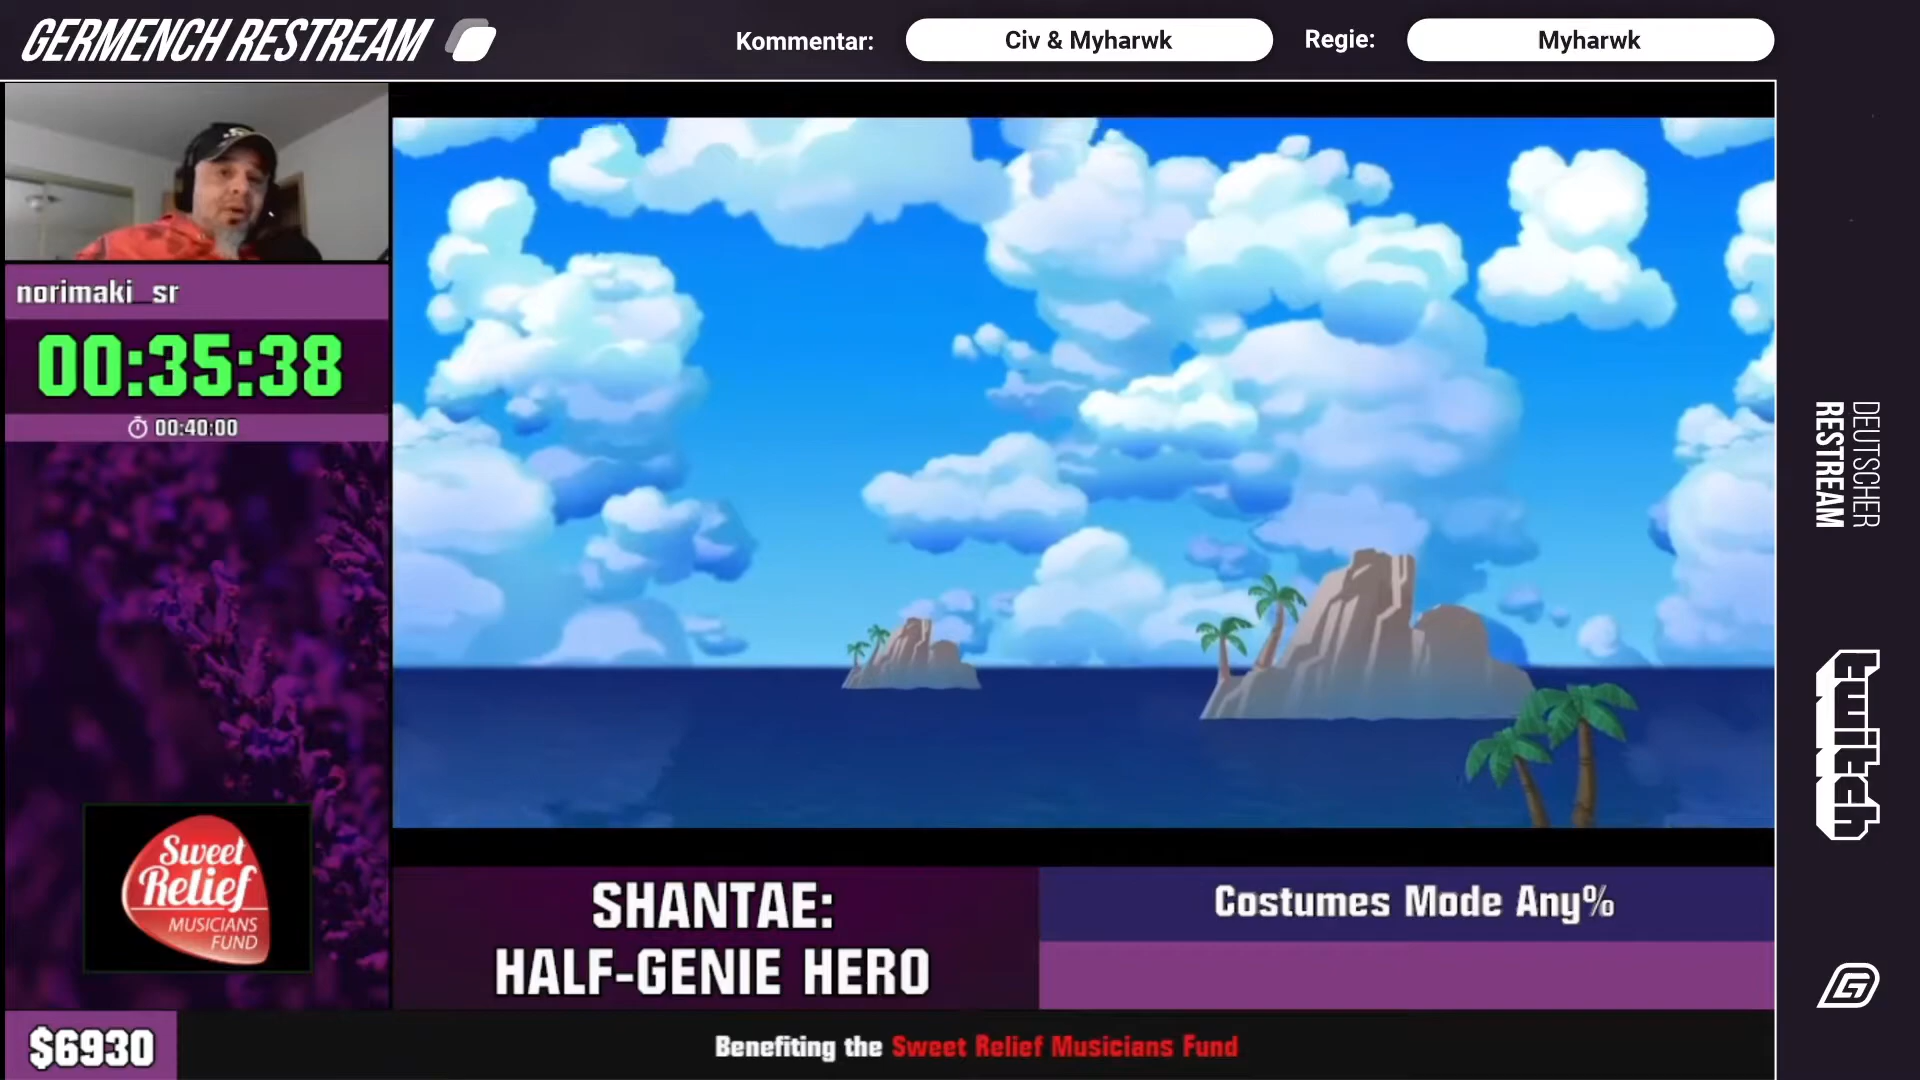 GERMENCH RESTREAM
Kommentar:
Civ & Myharwk
Regie:
Myharwk
norimaki_sr
00:35:38
00:40:00
Sweet
Relief
MUSICIANS
FUND
SHANTAE:
HALF-GENIE HERO
Costumes Mode Any%
$6930
Benefiting the Sweet Relief Musicians Fund
DEUTSCHER
RESTREAM
twitch
G